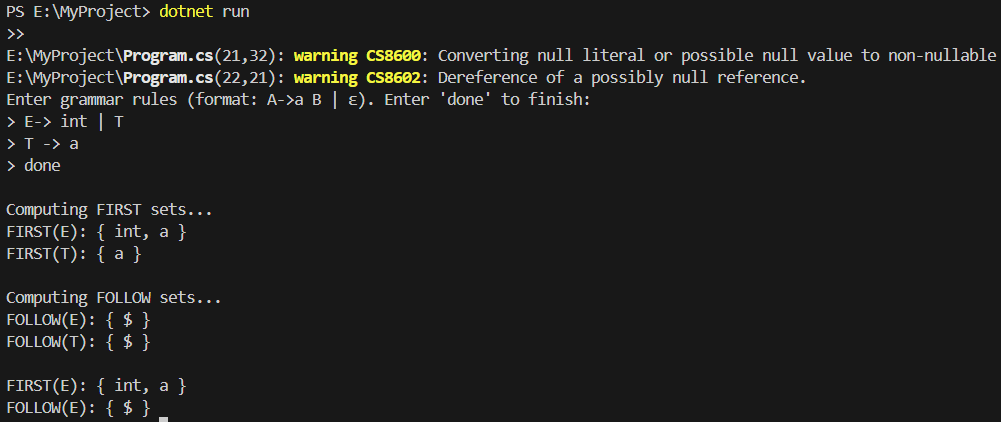 PS E:\MyProject> dotnet run
>>
E:\MyProject\Program.cs(21,32): warning CS8600: Converting null literal or possible null value to non-nullable
E:\MyProject\Program.cs(22,21): warning CS8602: Dereference of a possibly null reference.
Enter grammar rules (format: A->a B | ε). Enter 'done' to finish:
> E-> int | T
> T -> a
> done
Computing FIRST sets...
FIRST(E): { int, a }
FIRST(T): { a }
Computing FOLLOW sets...
FOLLOW(E): { $ }
FOLLOW(T): { $ }
FIRST(E): { int, a }
FOLLOW(E): { $ }